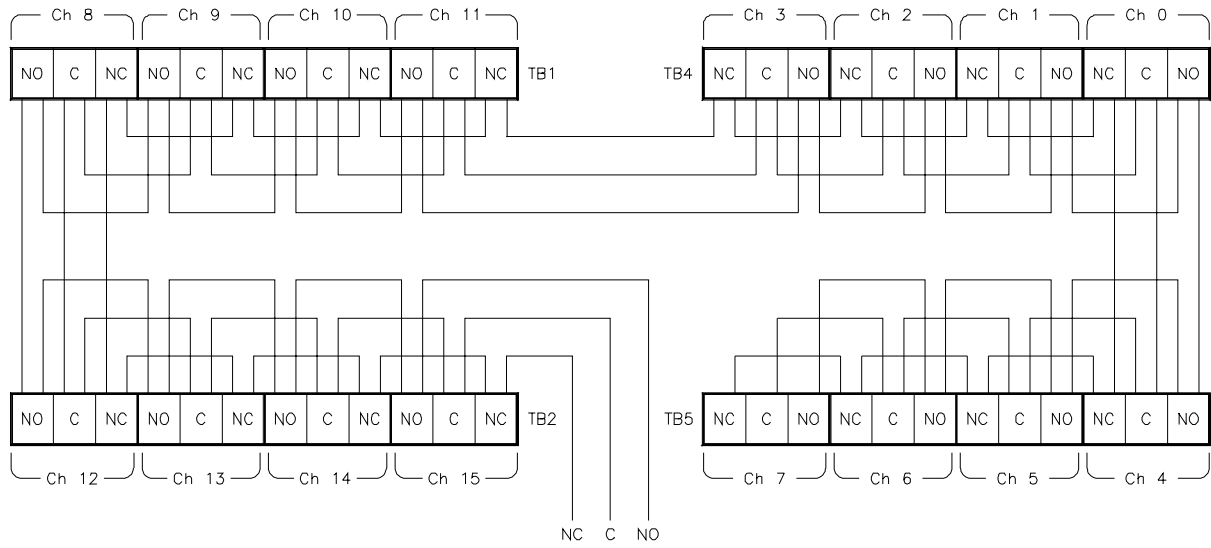 Ch 8 Ch 9 Ch 10 Ch 11 Ch 3 Ch 2 Ch 1 Ch 0
NO C NC NO C NC NO C NC NO C NC TB1 TB4 NC C NO NC C NO NC C NO NC C NO
NO C NC NO C NC NO C NC NO C NC TB2 TB5 NC C NO NC C NO NC C NO NC C NO
Ch 12 Ch 13 Ch 14 Ch 15 Ch 7 Ch 6 Ch 5 Ch 4
NC C NO